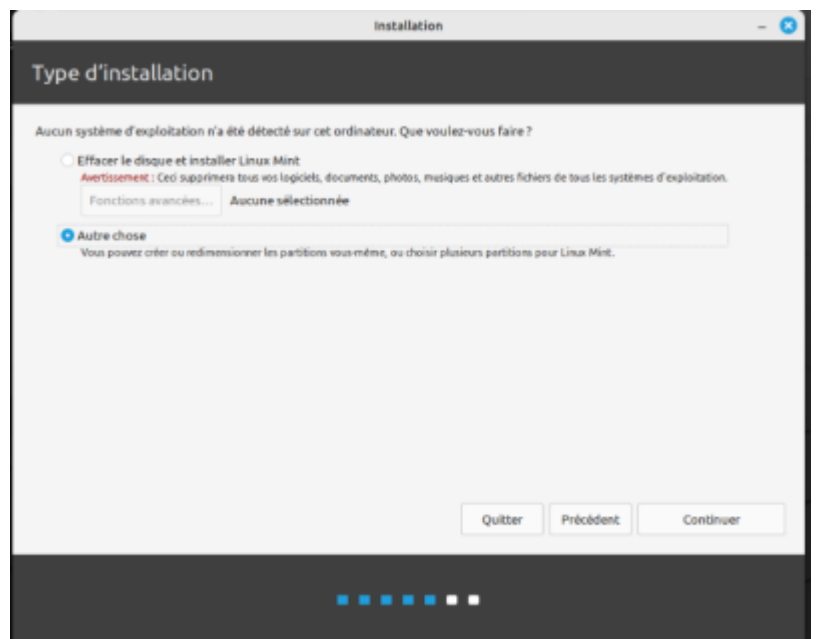 Installation
Type d'installation
Aucun système d'exploitation n'a été détecté sur cet ordinateur. Que voulez-vous faire ?
Effacer le disque et installer Linux Mint
Avertissement : Ceci supprimera tous vos logiciels, documents, photos, musiques et autres fichiers de tous les systèmes d'exploitation.
Fonctions avancées... Aucune sélectionnée
Autre chose
Vous pouvez créer ou redimensionner les partitions vous-même, ou choisir plusieurs partitions pour Linux Mint.
Quitter Précédent Continuer